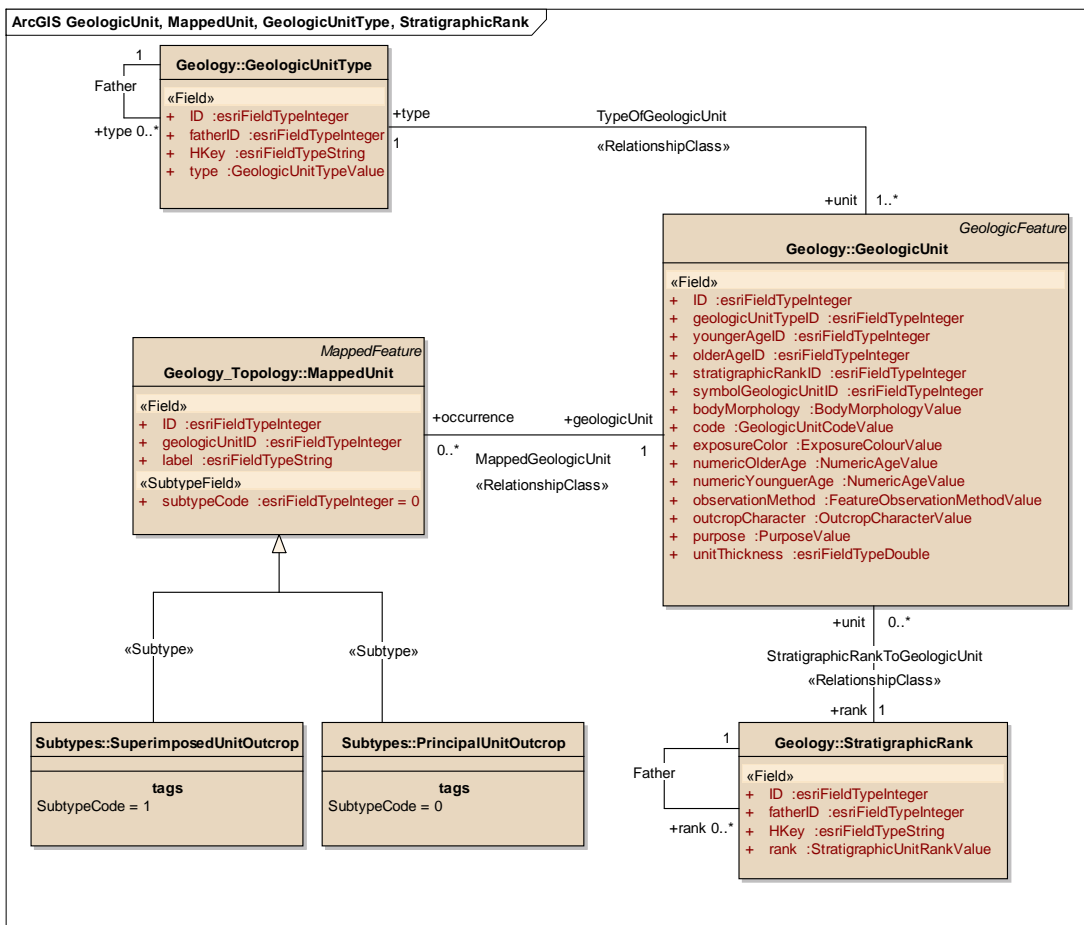 ArcGIS GeologicUnit, MappedUnit, GeologicUnitType, StratigraphicRank
1
Father
+type 0..*
Geology::GeologicUnitType
«Field»
+ ID :esriFieldTypeInteger
+ fatherID :esriFieldTypeInteger
+ HKey :esriFieldTypeString
+ type :GeologicUnitTypeValue
+type
1
TypeOfGeologicUnit
«RelationshipClass»
+unit 1..*
GeologicFeature
Geology::GeologicUnit
«Field»
+ ID :esriFieldTypeInteger
+ geologicUnitTypeID :esriFieldTypeInteger
+ youngerAgeID :esriFieldTypeInteger
+ olderAgeID :esriFieldTypeInteger
+ stratigraphicRankID :esriFieldTypeInteger
+ symbolGeologicUnitID :esriFieldTypeInteger
+ bodyMorphology :BodyMorphologyValue
+ code :GeologicUnitCodeValue
+ exposureColor :ExposureColourValue
+ numericOlderAge :NumericAgeValue
+ numericYounguerAge :NumericAgeValue
+ observationMethod :FeatureObservationMethodValue
+ outcropCharacter :OutcropCharacterValue
+ purpose :PurposeValue
+ unitThickness :esriFieldTypeDouble
MappedFeature
Geology_Topology::MappedUnit
«Field»
+ ID :esriFieldTypeInteger
+ geologicUnitID :esriFieldTypeInteger
+ label :esriFieldTypeString
«SubtypeField»
+ subtypeCode :esriFieldTypeInteger = 0
+occurrence
+geologicUnit
0..*
MappedGeologicUnit
1
«RelationshipClass»
«Subtype»
«Subtype»
Subtypes::SuperimposedUnitOutcrop
tags
SubtypeCode = 1
Subtypes::PrincipalUnitOutcrop
tags
SubtypeCode = 0
+unit 0..*
StratigraphicRankToGeologicUnit
«RelationshipClass»
+rank 1
1
Father
+rank 0..*
Geology::StratigraphicRank
«Field»
+ ID :esriFieldTypeInteger
+ fatherID :esriFieldTypeInteger
+ HKey :esriFieldTypeString
+ rank :StratigraphicUnitRankValue